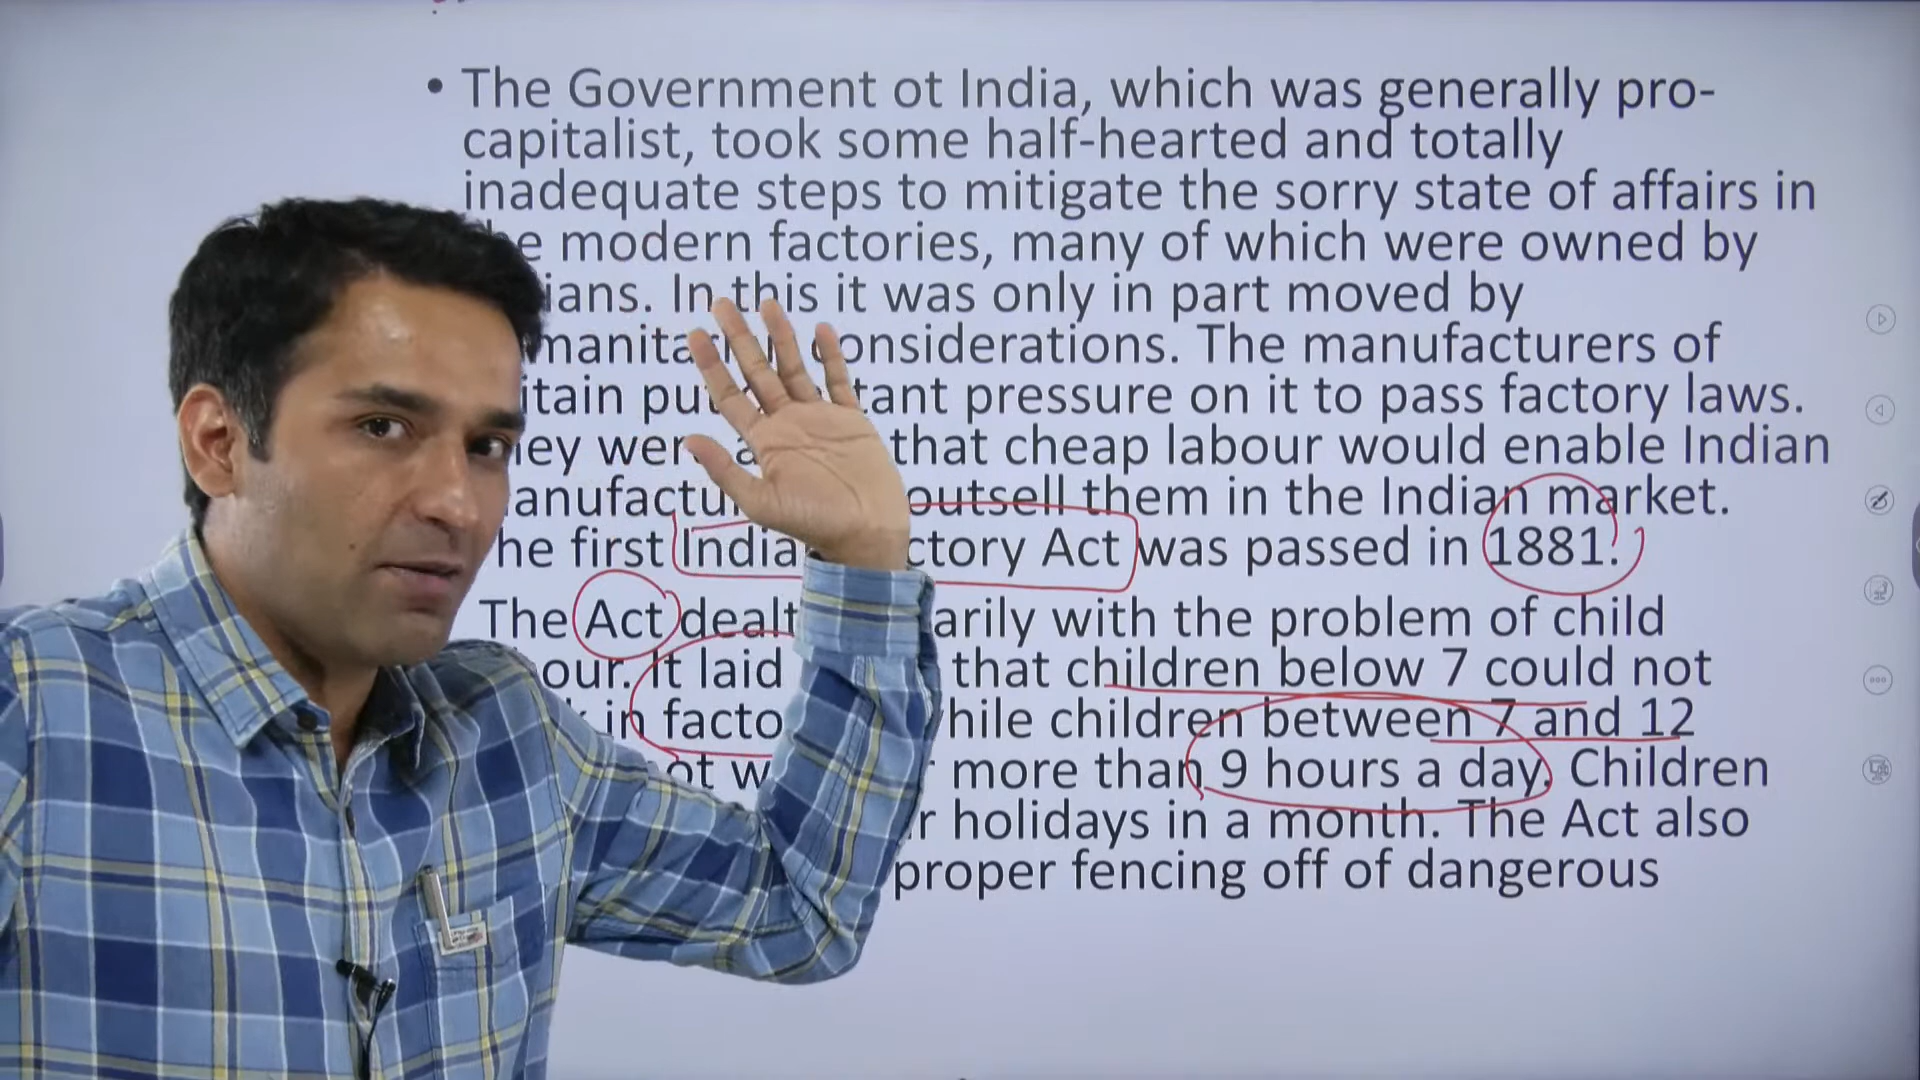 • The Government ot India, which was generally pro-
capitalist, took some half-hearted and totally
inadequate steps to mitigate the sorry state of affairs in
modern factories, many of which were owned by
In this it was only in part moved by
considerations. The manufacturers of
put pressure on it to pass factory laws.
that cheap labour would enable Indian
outsell them in the Indian market.
first Act was passed in 1881.
The Act dealt with the problem of child
It laid that children below 7 could not
in while children between 7 and 12
more than 9 hours a day. Children
holidays in a month. The Act also
proper fencing off of dangerous